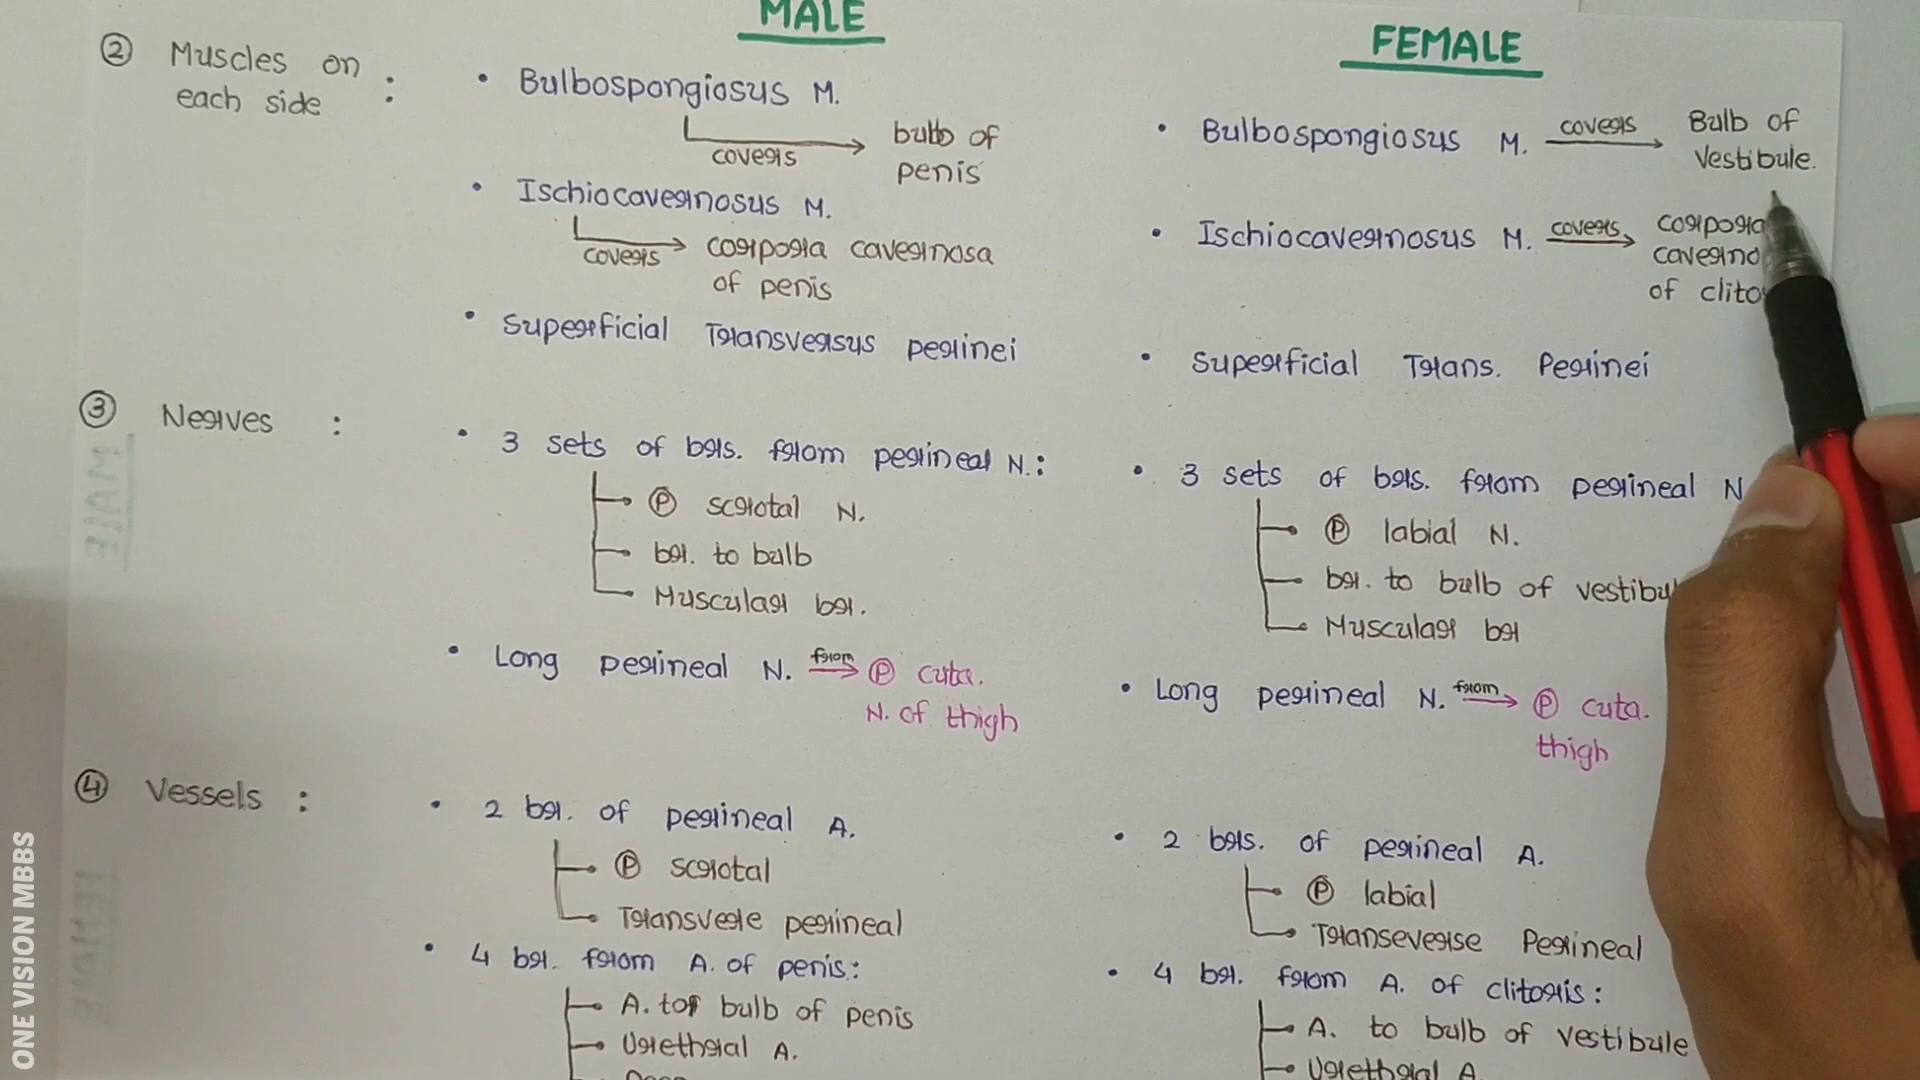 MALE
FEMALE
② Muscles on each side :
• Bulbospongiosus M.
covers → bulb of penis
• Ischiocavernosus M.
covers → corpora cavernosa of penis
• Superficial Transversus perinei
• Bulbospongiosus M. covers → Bulb of Vestibule.
• Ischiocavernosus M. covers → corpora
of
• Superficial Trans. Perinei
③ Nerves :
• 3 sets of brs. from perineal N.:
Ⓟ scrotal N.
br. to bulb
Muscular br.
• Long perineal N. from → Ⓟ cuta. N. of thigh
• 3 sets of brs. from perineal N
Ⓟ labial N.
br. to bulb of
Muscular br
• Long perineal N. from → Ⓟ cuta.
thigh
④ Vessels :
• 2 br. of perineal A.
Ⓟ scrotal
Transvere perineal
• 4 br. from A. of penis:
A. to bulb of penis
Urethral A.
• 2 brs. of perineal A.
Ⓟ labial
Transeverse Perineal
• 4 br. from A. of clitoris:
A. to bulb of vestibule
Urethral A
ONE VISION MBBS